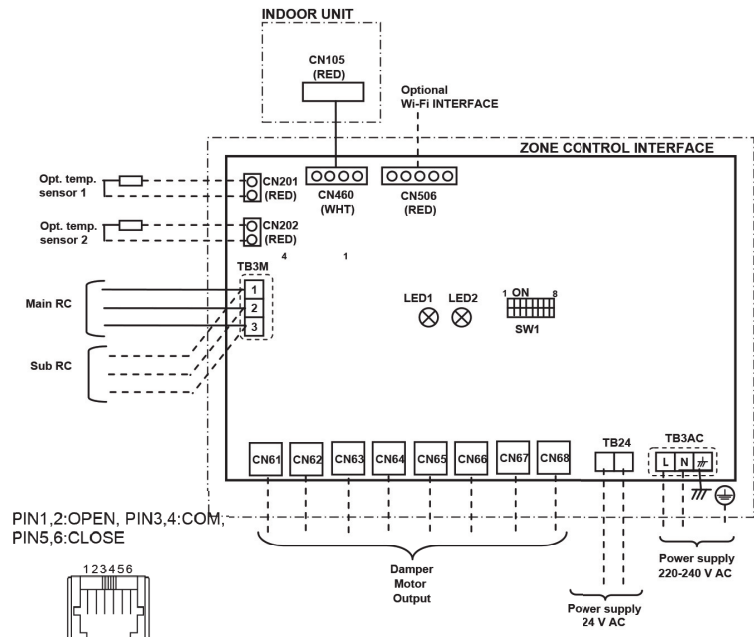 INDOOR UNIT
CN105
(RED)
Optional
Wi-Fi INTERFACE
ZONE CONTROL INTERFACE
Opt. temp.
sensor 1
CN201
(RED)
CN460
(WHT)
CN506
(RED)
Opt. temp.
sensor 2
CN202
(RED)
4 1
TB3M
1
2
3
Main RC
Sub RC
LED1 LED2
1 ON 8
SW1
CN61 CN62 CN63 CN64 CN65 CN66 CN67 CN68
TB24
TB3AC
L N
PIN1,2:OPEN, PIN3,4:COM,
PIN5,6:CLOSE
123456
Damper
Motor
Output
Power supply
24 V AC
Power supply
220-240 V AC